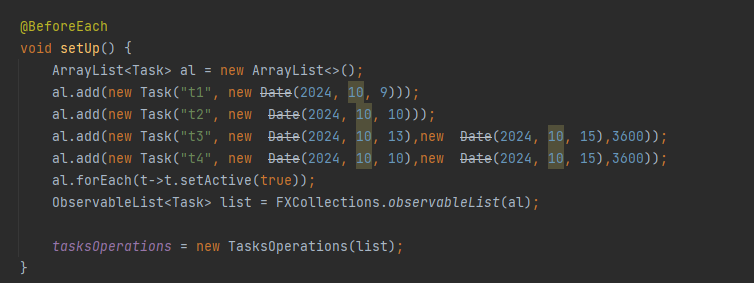 @BeforeEach
void setUp() {
    ArrayList<Task> al = new ArrayList<>();
    al.add(new Task("t1", new Date(2024, 10, 9)));
    al.add(new Task("t2", new  Date(2024, 10, 10)));
    al.add(new Task("t3", new  Date(2024, 10, 13),new  Date(2024, 10, 15),3600));
    al.add(new Task("t4", new  Date(2024, 10, 10),new  Date(2024, 10, 15),3600));
    al.forEach(t->t.setActive(true));
    ObservableList<Task> list = FXCollections.observableList(al);

    tasksOperations = new TasksOperations(list);
}